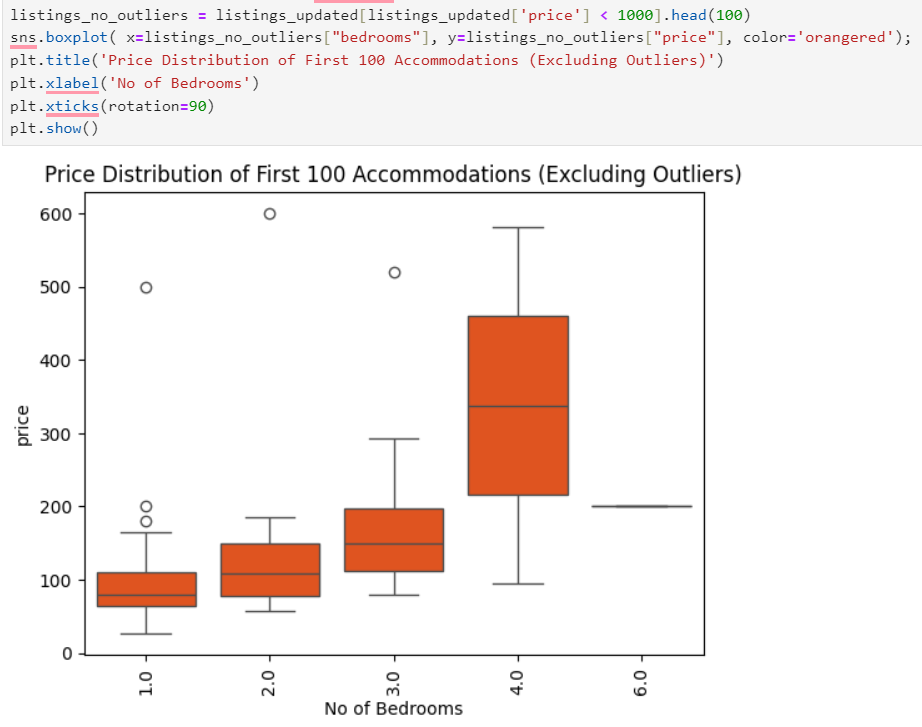 listings_no_outliers = listings_updated[listings_updated['price'] < 1000].head(100)
sns.boxplot( x=listings_no_outliers["bedrooms"], y=listings_no_outliers["price"], color='orangered');
plt.title('Price Distribution of First 100 Accommodations (Excluding Outliers)')
plt.xlabel('No of Bedrooms')
plt.xticks(rotation=90)
plt.show()
Price Distribution of First 100 Accommodations (Excluding Outliers)
600
500
400
300
200
100
0
price
1.0
2.0
3.0
4.0
6.0
No of Bedrooms